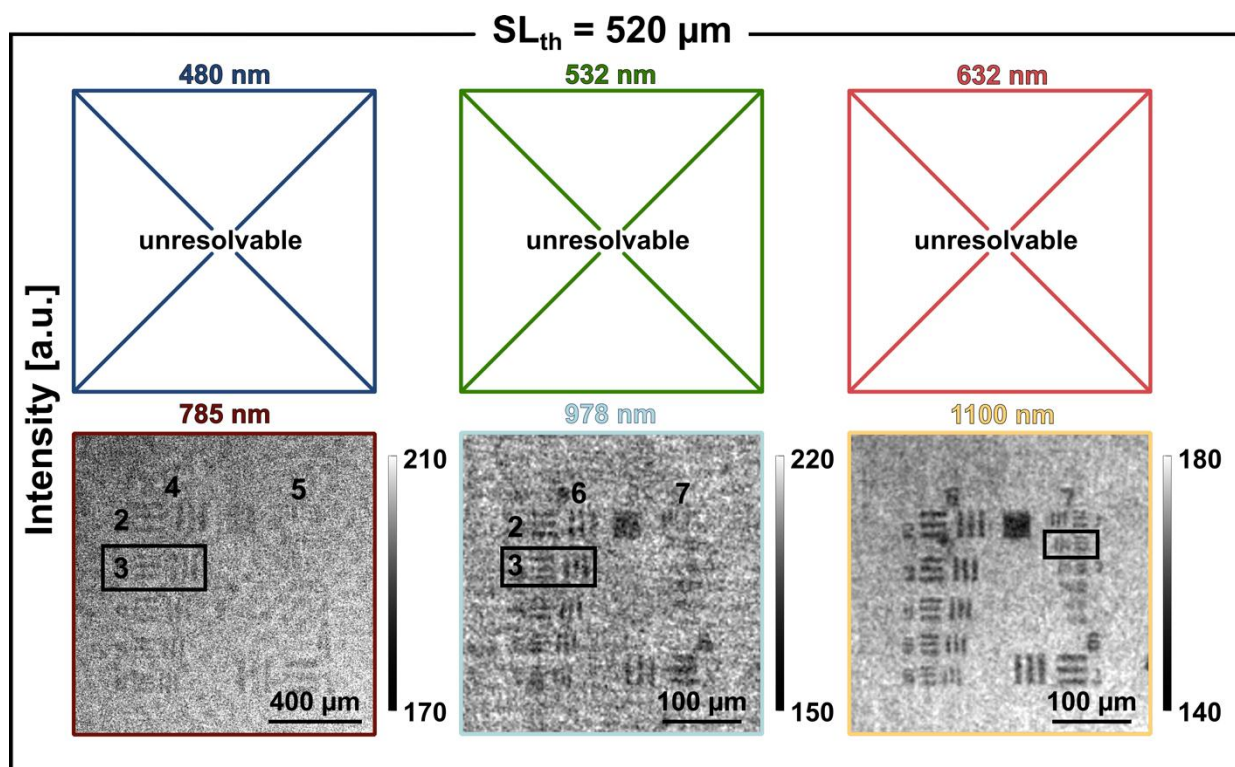 SLth = 520 µm
480 nm 532 nm 632 nm
unresolvable unresolvable unresolvable
Intensity [a.u.]
785 nm 978 nm 1100 nm
210 220 180
4 5 6 7 7
2 2
3 3
6
400 µm 100 µm 100 µm
170 150 140